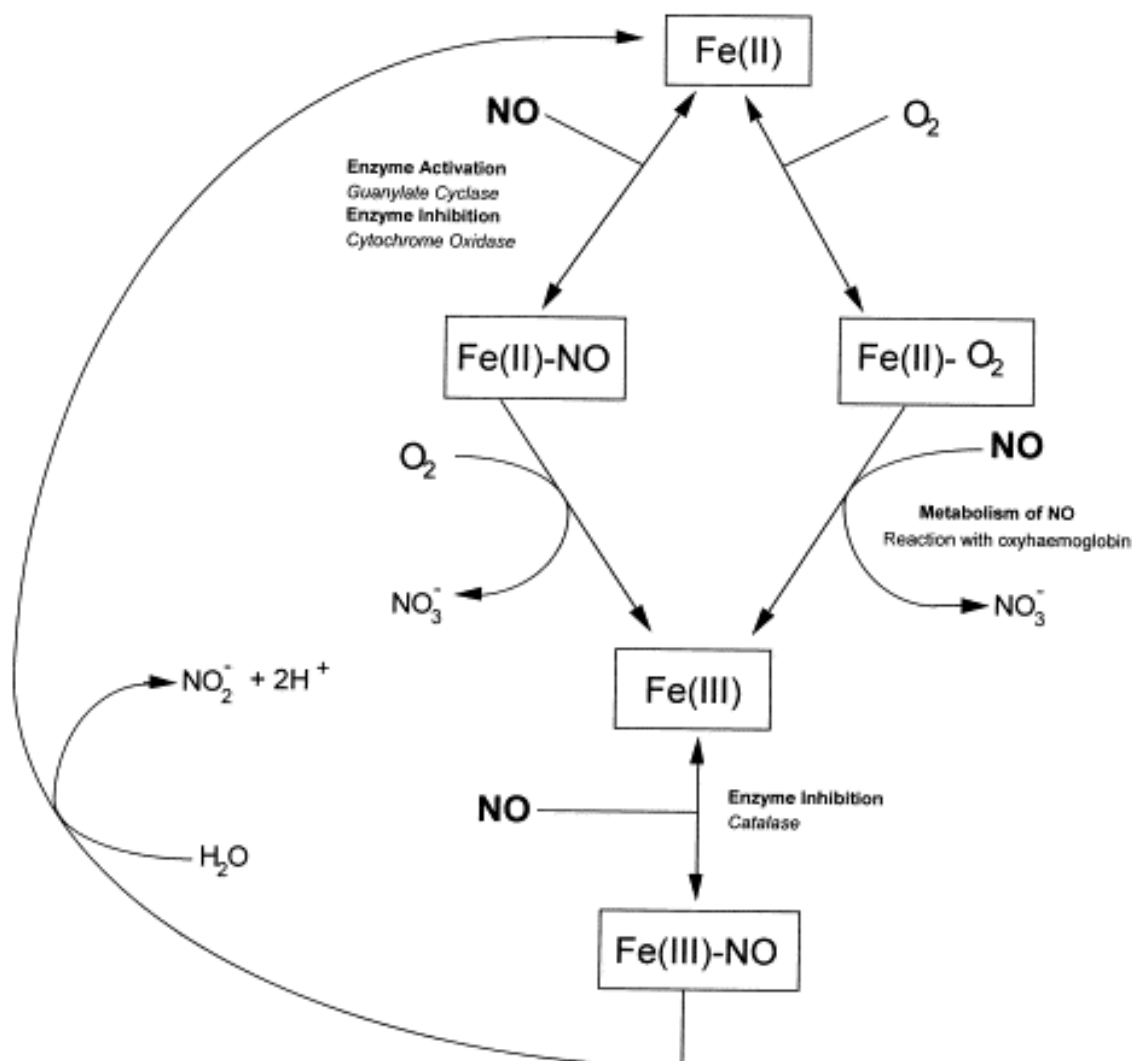 Fe(II)
NO
O₂
Enzyme Activation
Guanylate Cyclase
Enzyme Inhibition
Cytochrome Oxidase
Fe(II)-NO
Fe(II)- O₂
O₂
NO
Metabolism of NO
Reaction with oxyhaemoglobin
NO₃⁻
NO₃⁻
Fe(III)
NO₂⁻ + 2H⁺
NO
Enzyme Inhibition
Catalase
H₂O
Fe(III)-NO